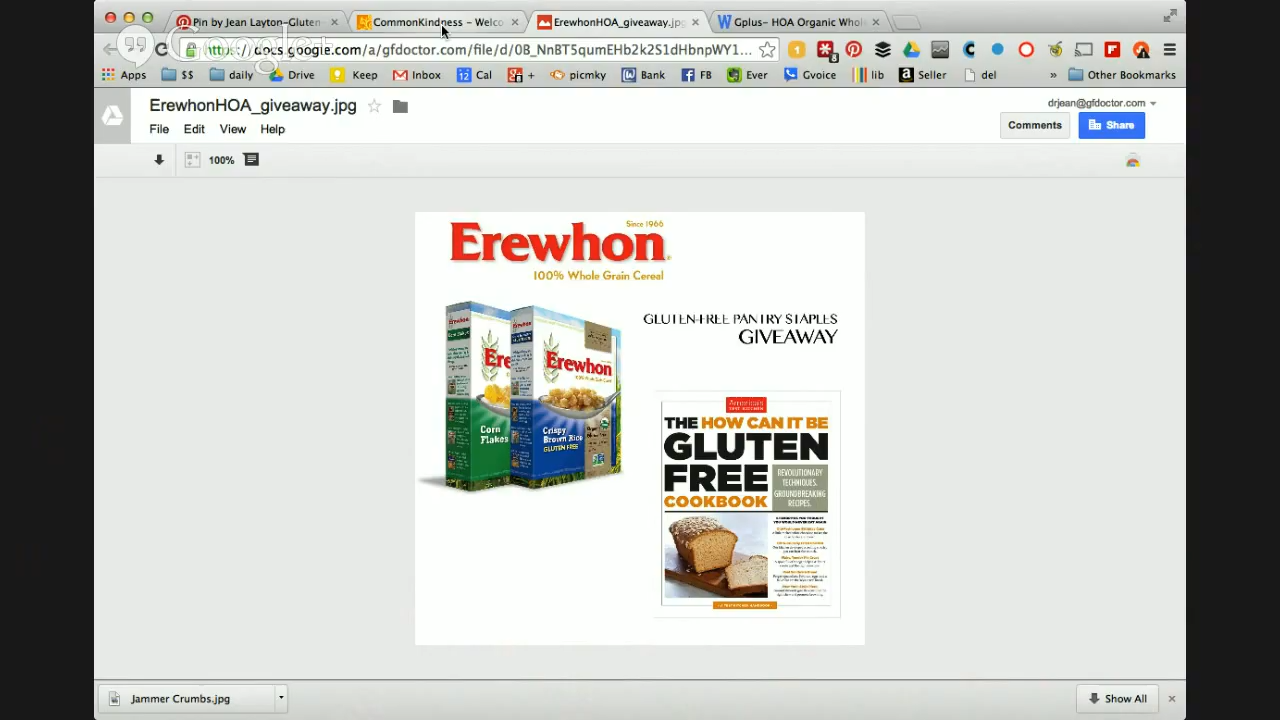 Pin by Jean Layton-Gluten-
CommonKindness – Welco
ErewhonHOA_giveaway.jpg
Gplus- HOA Organic Whol
Google+
https://docs.google.com/a/gfdoctor.com/file/d/0B_NnBTSqumEHb2k2S1dHbnpWY1...
Apps
$$
daily
Drive
Keep
Inbox
12 Cal
+
picmky
Bank
FB
Ever
Gvoice
lib
Seller
del
»
Other Bookmarks
ErewhonHOA_giveaway.jpg
drjean@gfdoctor.com
File Edit View Help
Comments
Share
100%
Since 1966
Erewhon
100% Whole Grain Cereal
GLUTEN-FREE PANTRY STAPLES
GIVEAWAY
Erewhon
Corn
Flakes
Erewhon
Crispy
Brown Rice
GLUTEN FREE
THE HOW CAN IT BE
GLUTEN
FREE
COOKBOOK
REVOLUTIONARY
TECHNIQUES.
GROUNDBREAKING
RECIPES.
Jammer Crumbs.jpg
Show All